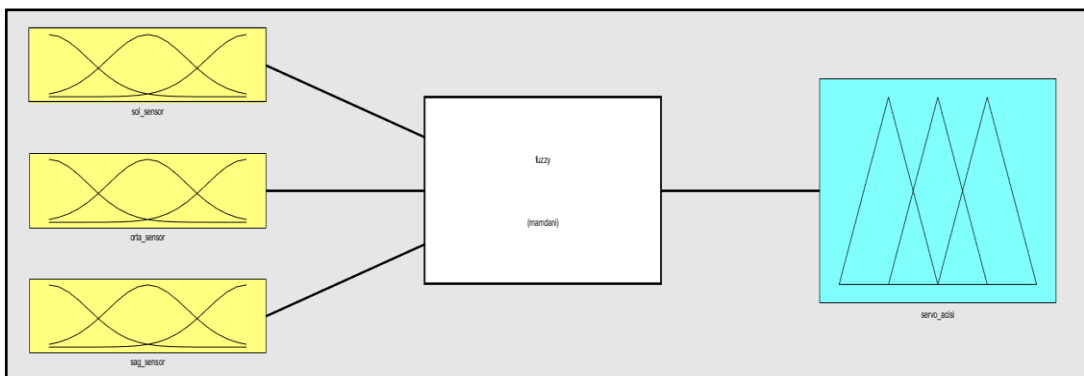 sol_sensor
orta_sensor
sag_sensor
fuzzy
(mamdani)
servo_acisi